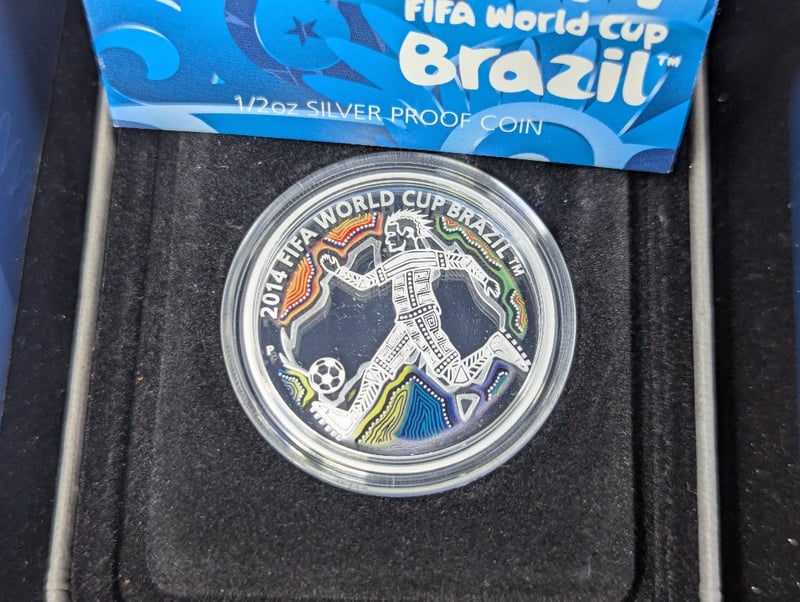 FIFA World Cup
Brazil™
1/2oz SILVER PROOF COIN
2014 FIFA WORLD CUP BRAZIL™